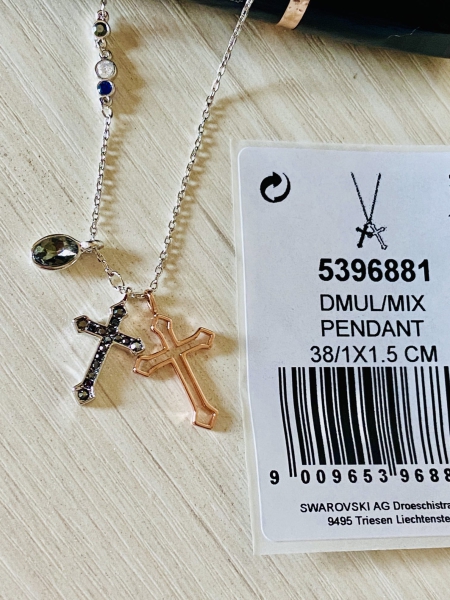 5396881
DMUL/MIX
PENDANT
38/1X1.5 CM
9 009653 9688
SWAROVSKI AG Droeschistra
9495 Triesen Liechtenste